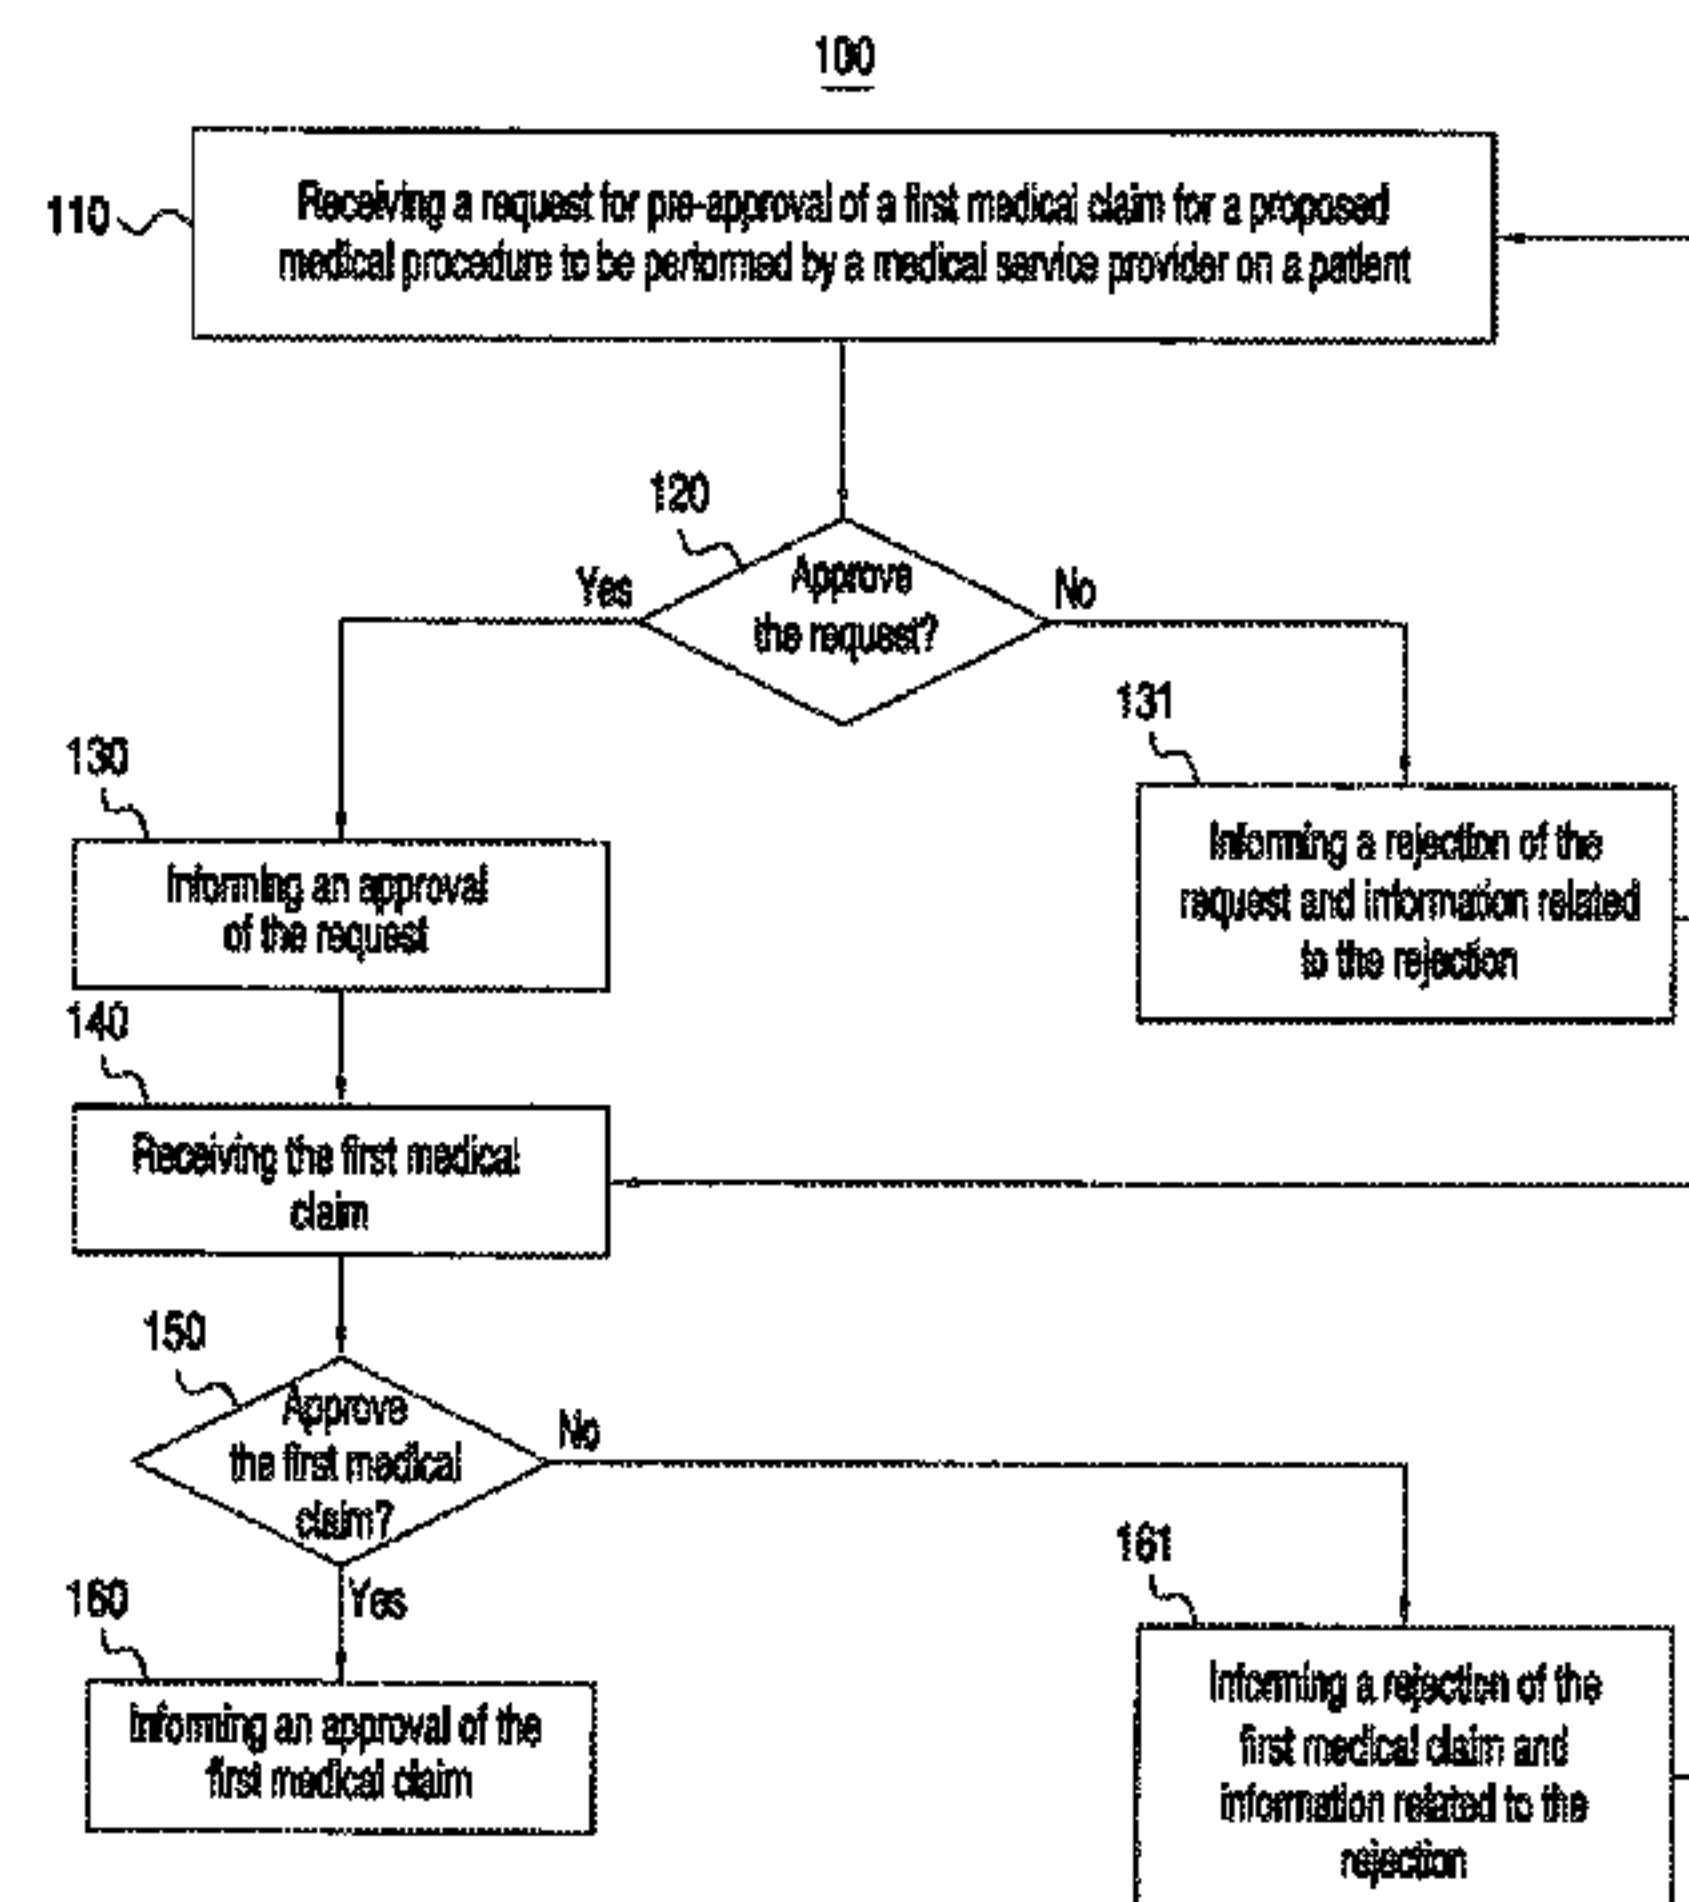 100
110
Receiving a request for pre-approval of a first medical claim for a proposed
medical procedure to be performed by a medical service provider on a patient
120
Yes
Approve
the request?
No
131
130
Informing a rejection of the
request and information related
to the rejection
Informing an approval
of the request
140
Receiving the first medical
claim
150
Approve
the first medical
claim?
No
161
160
Yes
Informing an approval of the
first medical claim
Informing a rejection of the
first medical claim and
information related to the
rejection